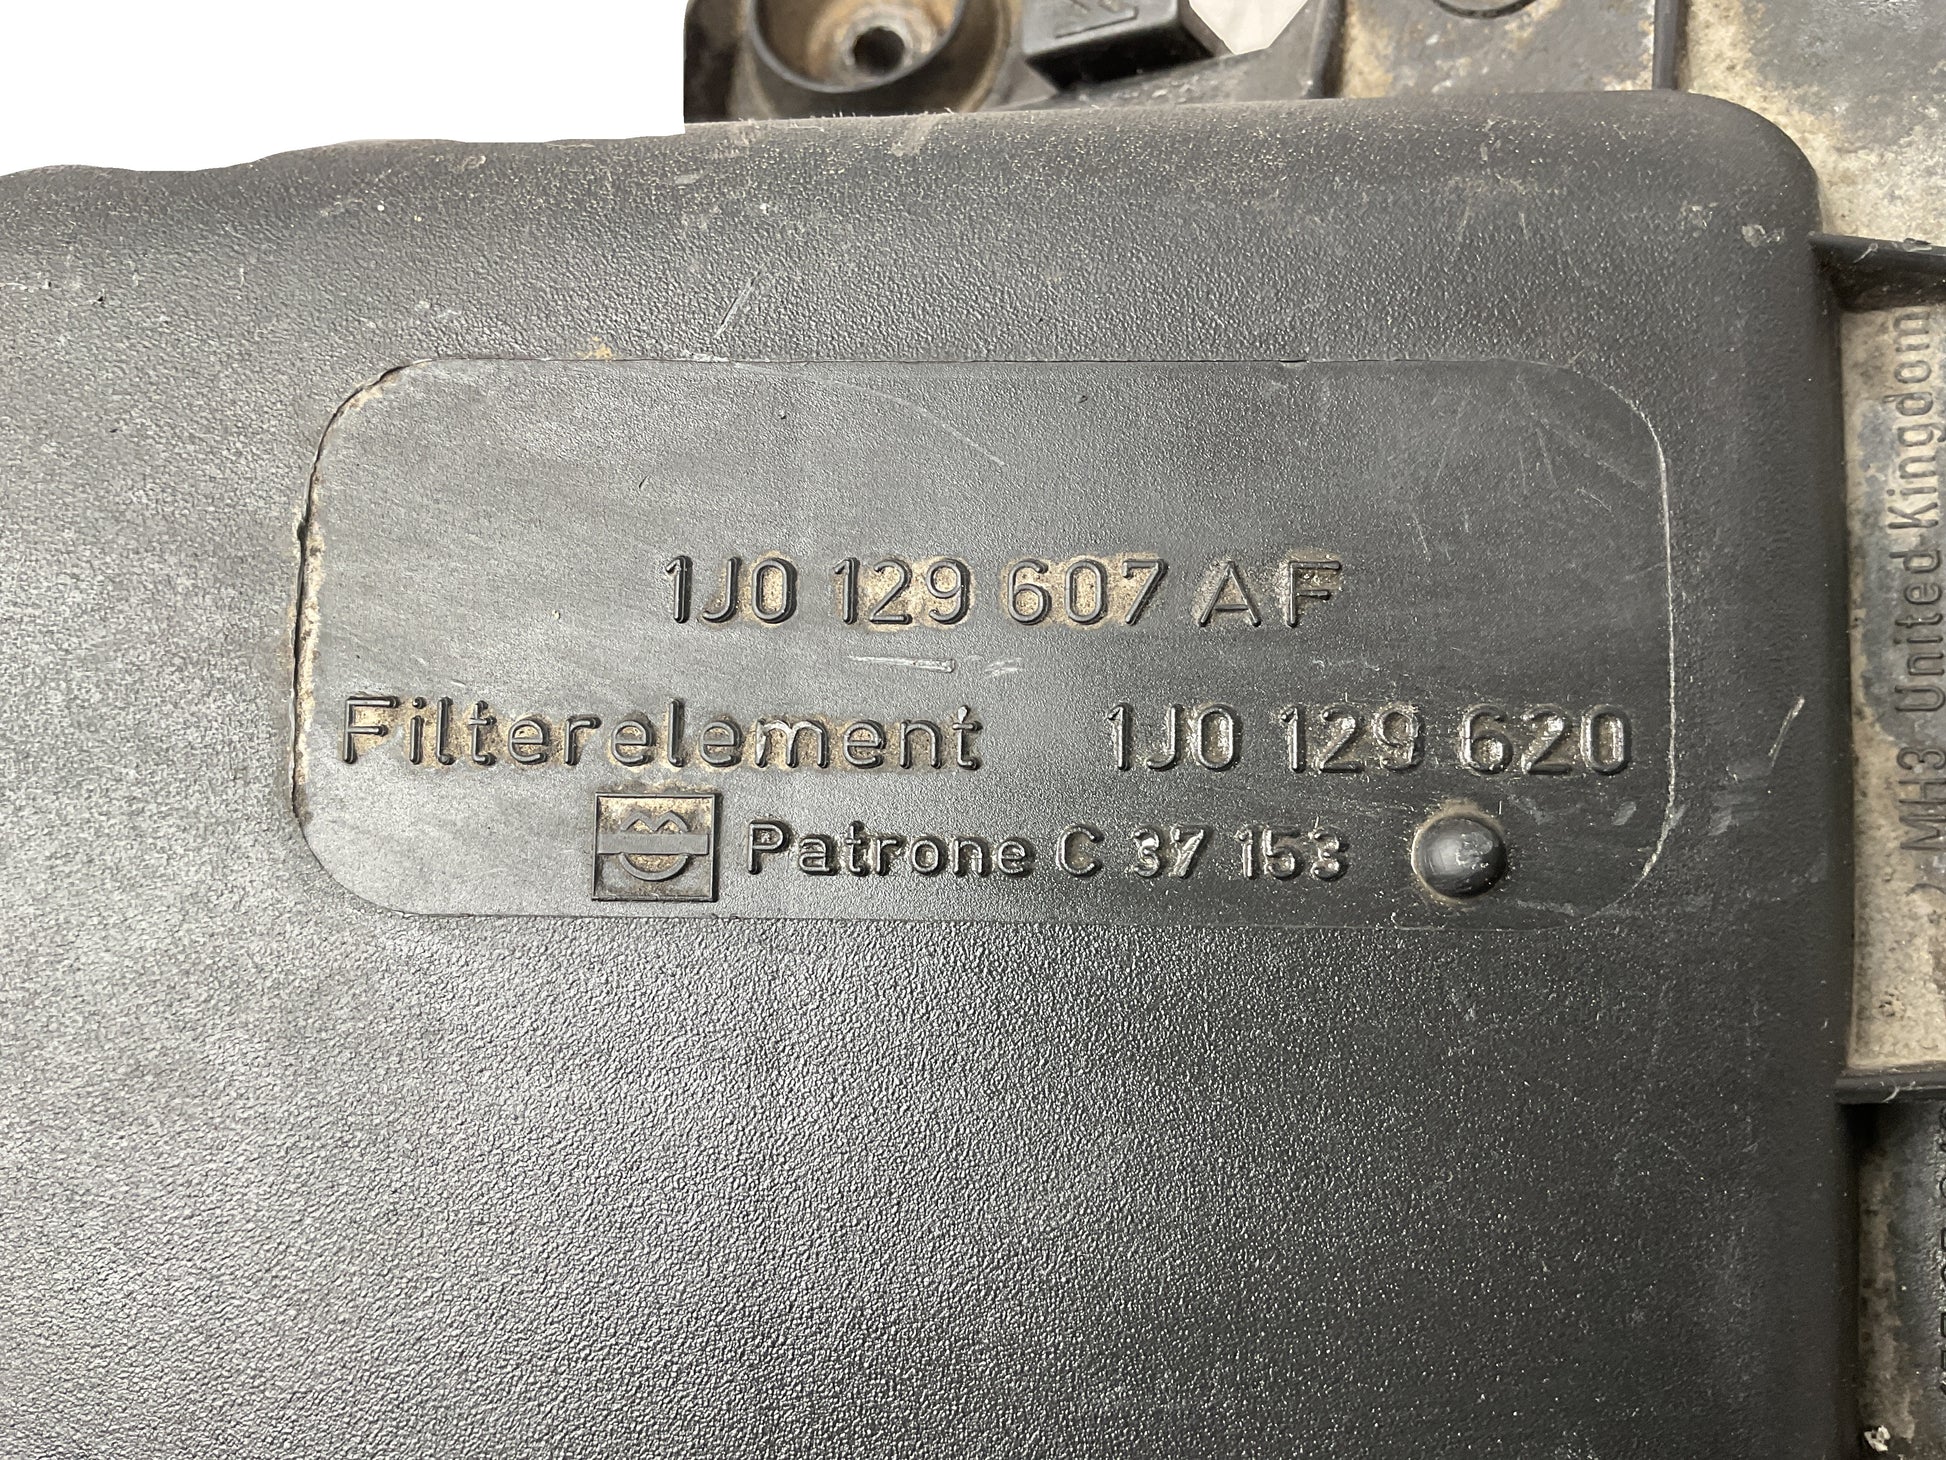 1J0 129 607 AF
Filterelement 1J0 129 620
Patrone C 37 153
MH3 United Kingdom